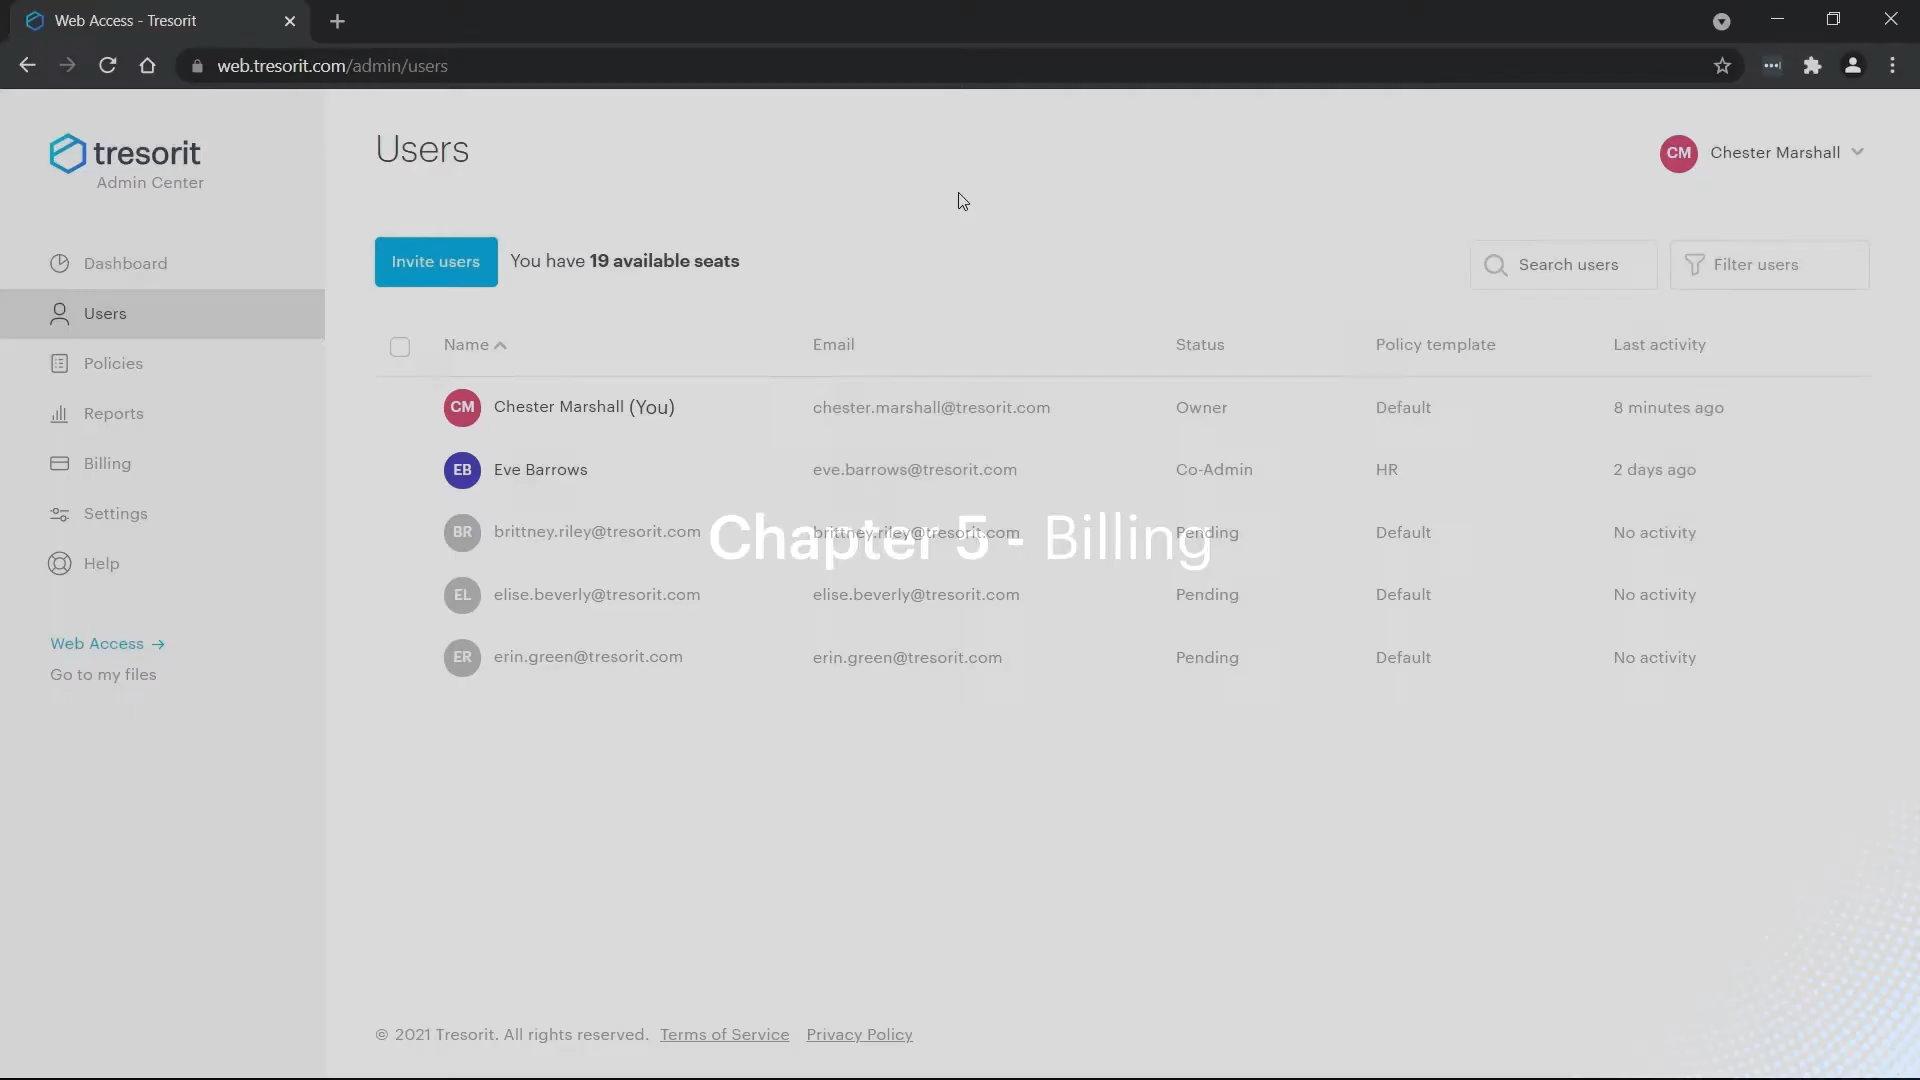 Web Access - Tresorit
web.tresorit.com/admin/users
tresorit
Admin Center
Dashboard
Users
Policies
Reports
Billing
Settings
Help
Web Access →
Go to my files
Users
CM Chester Marshall
Invite users You have 19 available seats
Search users Filter users
Name Email Status Policy template Last activity
CM Chester Marshall (You) chester.marshall@tresorit.com Owner Default 8 minutes ago
EB Eve Barrows eve.barrows@tresorit.com Co-Admin HR 2 days ago
BR brittney.riley@tresorit.com brittney.riley@tresorit.com Pending Default No activity
Chapter 5 - Billing
EL elise.beverly@tresorit.com elise.beverly@tresorit.com Pending Default No activity
ER erin.green@tresorit.com erin.green@tresorit.com Pending Default No activity
© 2021 Tresorit. All rights reserved. Terms of Service Privacy Policy